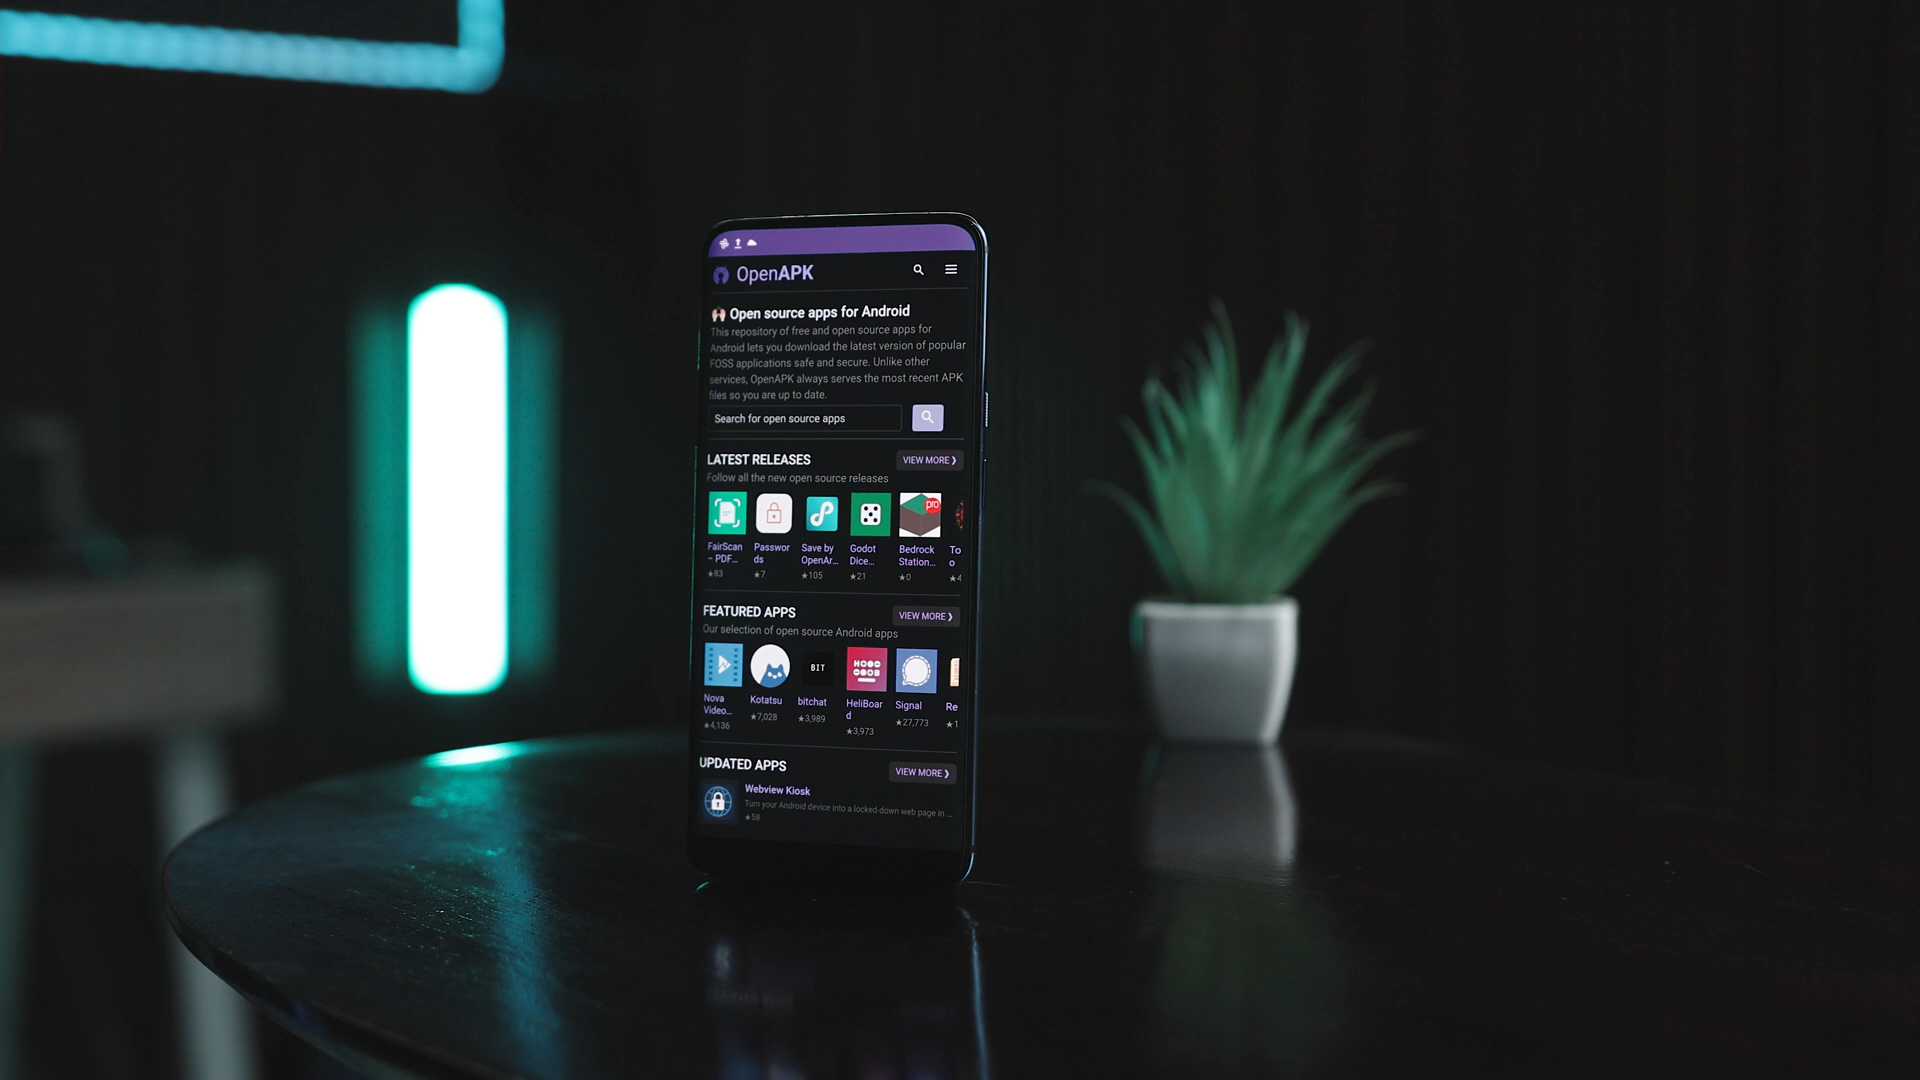 OpenAPK
🙌 Open source apps for Android
This repository of free and open source apps for
Android lets you download the latest version of popular
FOSS applications safe and secure. Unlike other
services, OpenAPK always serves the most recent APK
files so you are up to date.
Search for open source apps
LATEST RELEASES
VIEW MORE ❯
Follow all the new open source releases
pro
FairScan
– PDF...
★83
Passwor
ds
★7
Save by
OpenAr...
★105
Godot
Dice...
★21
Bedrock
Station...
★0
To
o
★4
FEATURED APPS
VIEW MORE ❯
Our selection of open source Android apps
BIT
Nova
Video...
★4,136
Kotatsu
★7,028
bitchat
★3,989
HeliBoar
d
★3,973
Signal
★27,773
Re
★1
UPDATED APPS
VIEW MORE ❯
Webview Kiosk
Turn your Android device into a locked-down web page in ...
★58